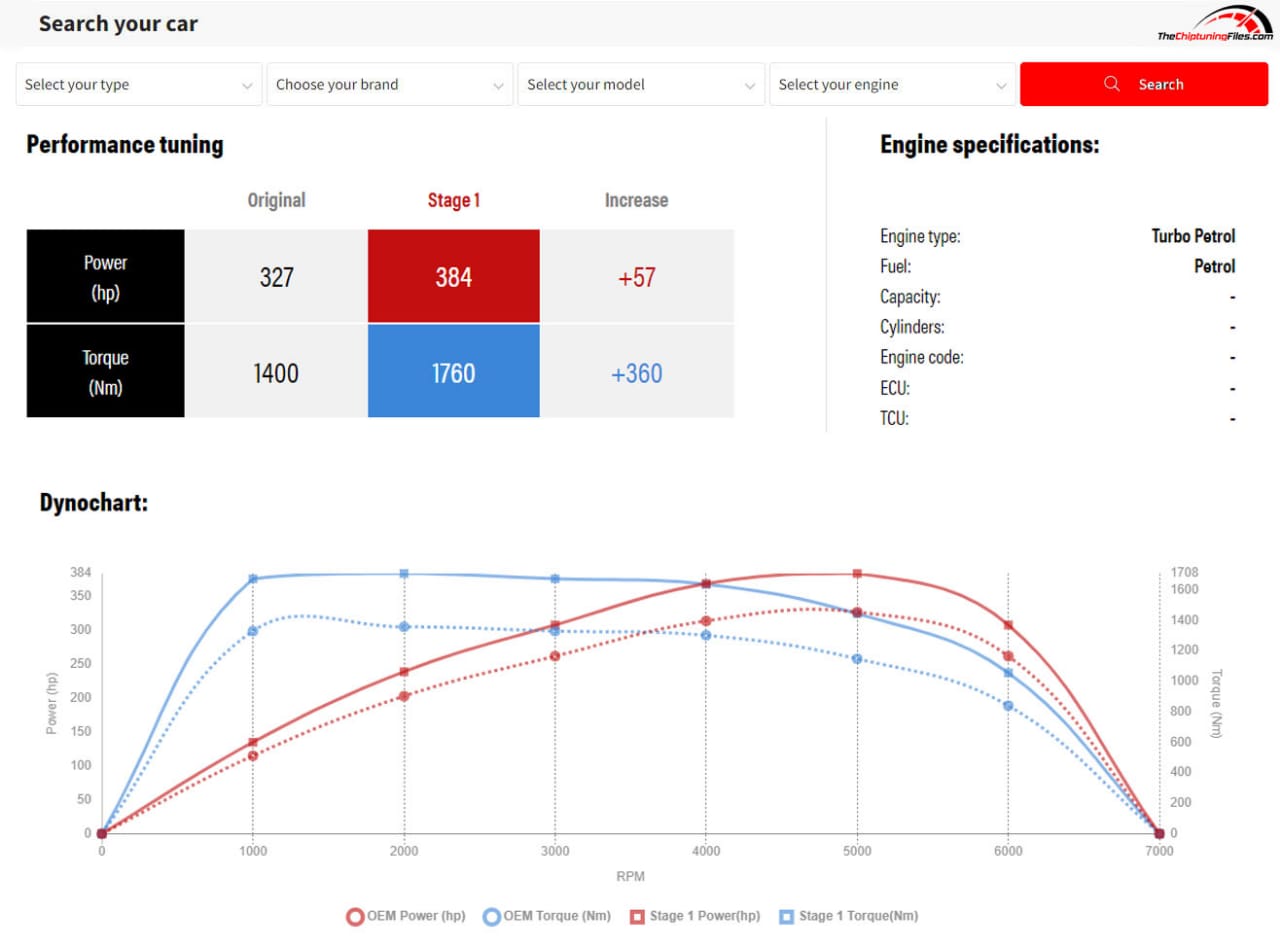 Search your car
TheChiptuningFiles.com
Select your type
Choose your brand
Select your model
Select your engine
Search
Performance tuning
Original
Stage 1
Increase
Power
(hp)
327
384
+57
Torque
(Nm)
1400
1760
+360
Engine specifications:
Engine type: Turbo Petrol
Fuel: Petrol
Capacity: -
Cylinders: -
Engine code: -
ECU: -
TCU: -
Dynochart:
384
350
300
250
200
150
100
50
0
Power (hp)
1708
1600
1400
1200
1000
800
600
400
200
0
Torque (Nm)
0 1000 2000 3000 4000 5000 6000 7000
RPM
OEM Power (hp) OEM Torque (Nm) Stage 1 Power(hp) Stage 1 Torque(Nm)